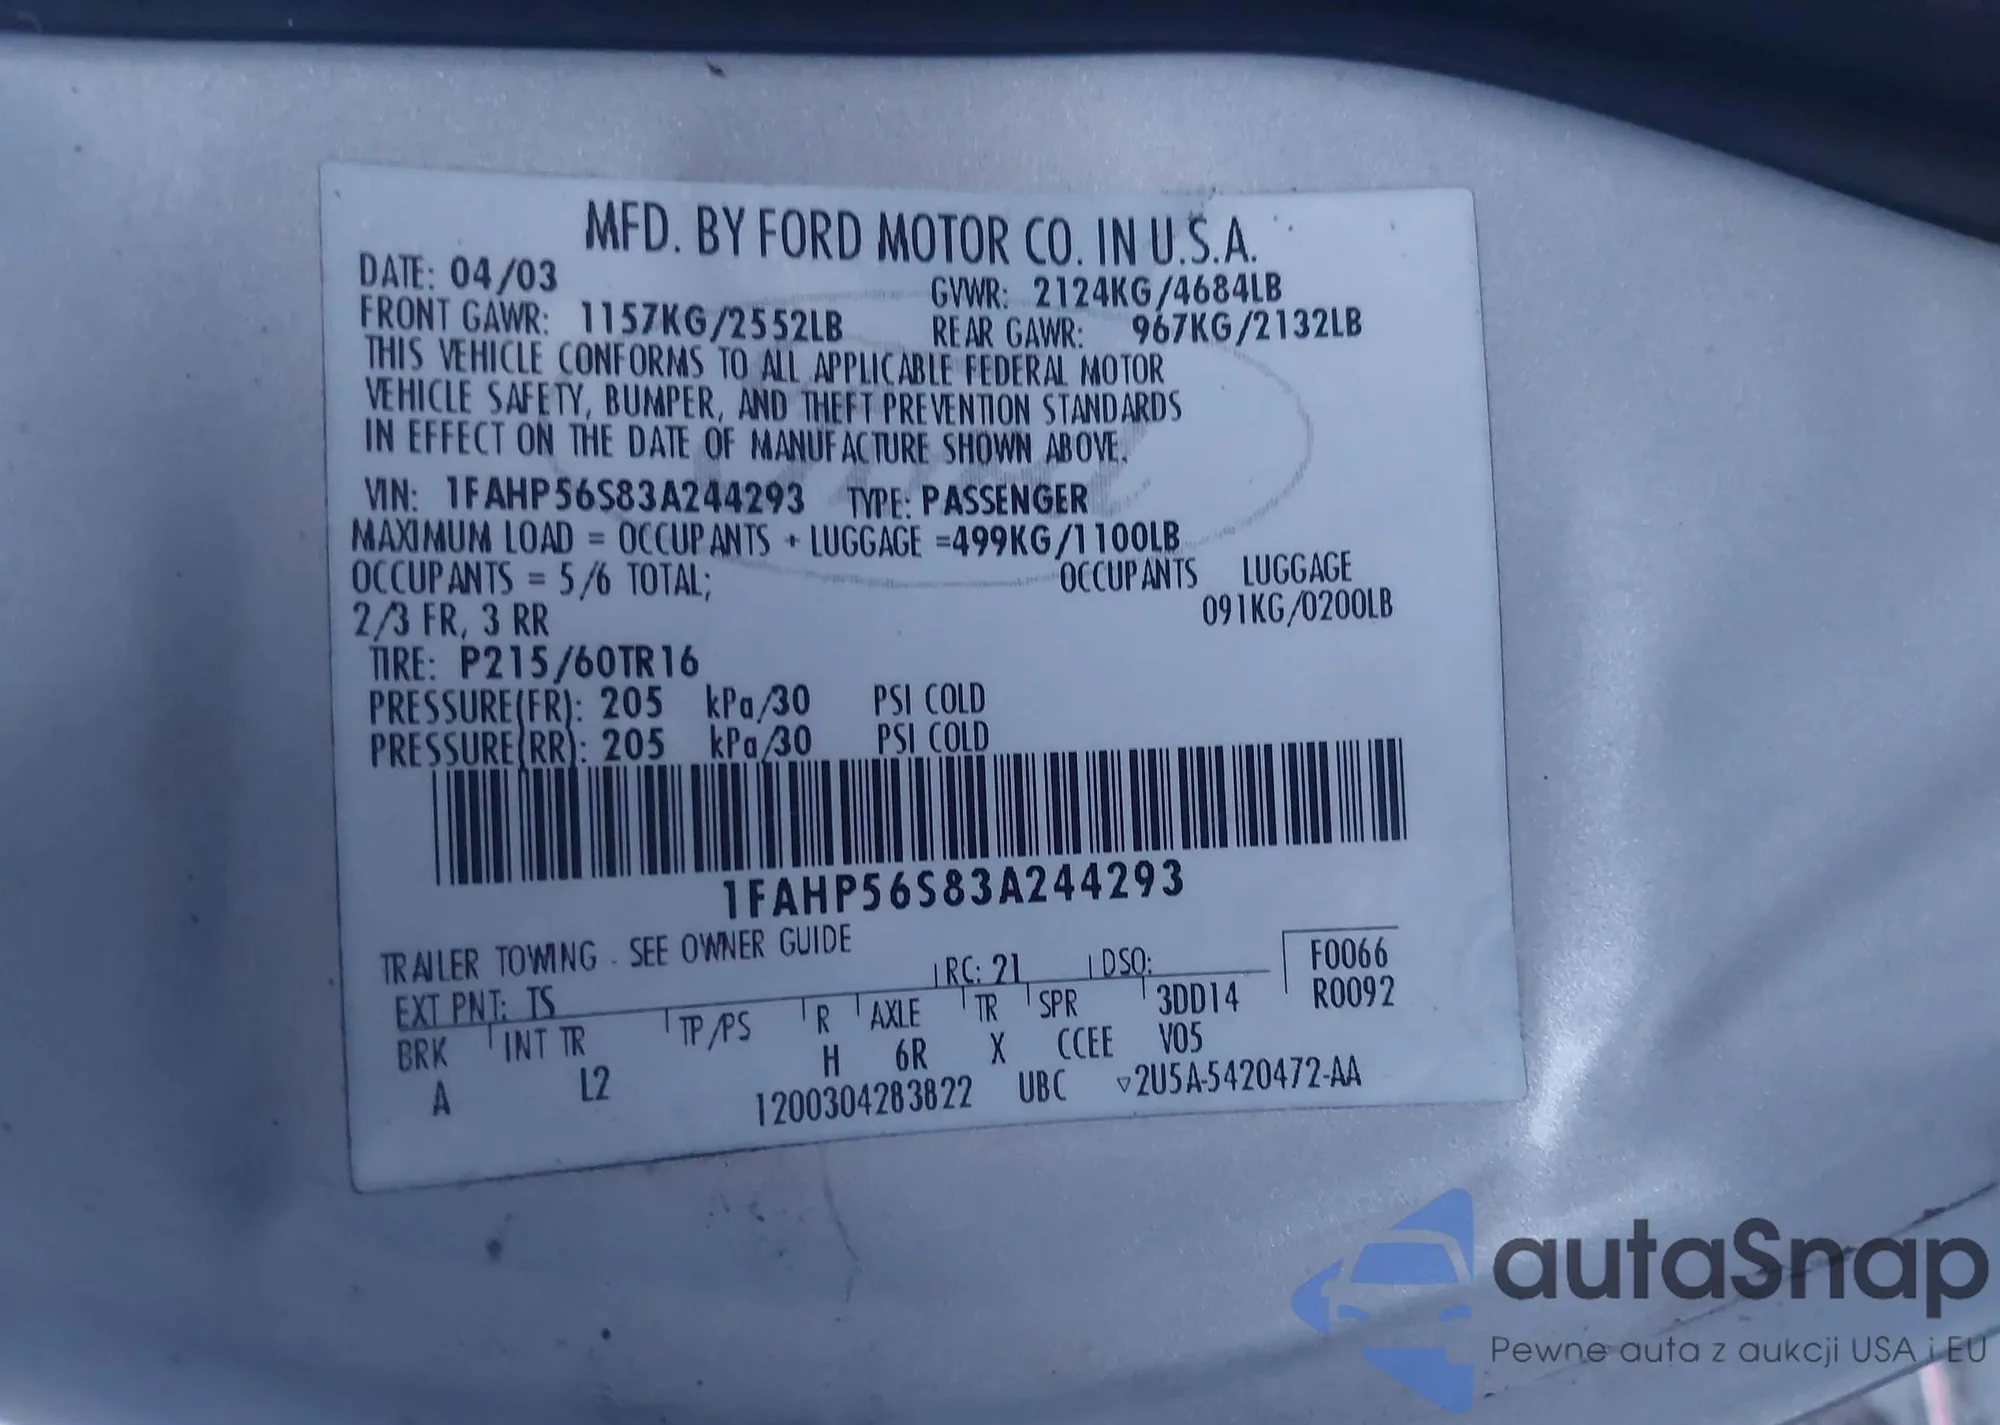 MFD. BY FORD MOTOR CO. IN U.S.A.
DATE: 04/03 GVWR: 2124KG/4684LB
FRONT GAWR: 1157KG/2552LB REAR GAWR: 967KG/2132LB
THIS VEHICLE CONFORMS TO ALL APPLICABLE FEDERAL MOTOR
VEHICLE SAFETY, BUMPER, AND THEFT PREVENTION STANDARDS
IN EFFECT ON THE DATE OF MANUFACTURE SHOWN ABOVE.
VIN: 1FAHP56S83A244293 TYPE: PASSENGER
MAXIMUM LOAD = OCCUPANTS + LUGGAGE =499KG/1100LB
OCCUPANTS = 5/6 TOTAL; OCCUPANTS LUGGAGE
2/3 FR, 3 RR 091KG/0200LB
TIRE: P215/60TR16
PRESSURE(FR): 205 kPa/30 PSI COLD
PRESSURE(RR): 205 kPa/30 PSI COLD
1FAHP56S83A244293
TRAILER TOWING - SEE OWNER GUIDE
EXT PNT: TS RC: 21 DSO: F0066
BRK INT TR TP/PS R AXLE TR SPR 3DD14 R0092
A L2 H 6R X CCEE V05
1200304283822 UBC ▽2U5A-5420472-AA
autaSnap
Pewne auta z aukcji USA i EU